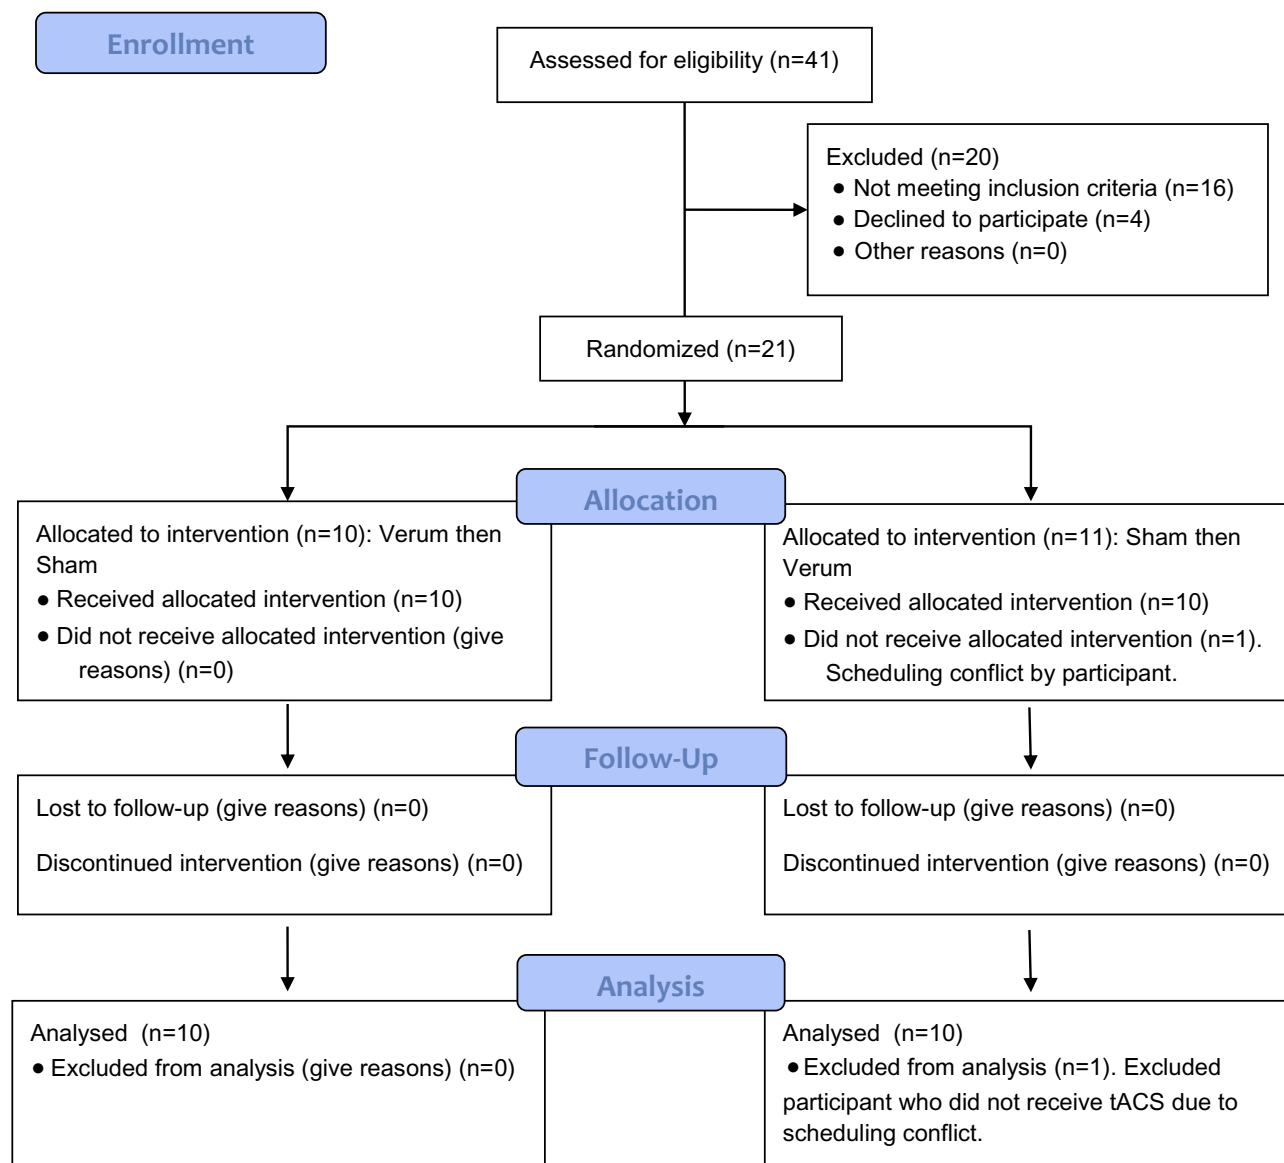 Enrollment
Assessed for eligibility (n=41)
Excluded (n=20)
● Not meeting inclusion criteria (n=16)
● Declined to participate (n=4)
● Other reasons (n=0)
Randomized (n=21)
Allocation
Allocated to intervention (n=10): Verum then
Sham
● Received allocated intervention (n=10)
● Did not receive allocated intervention (give
reasons) (n=0)
Allocated to intervention (n=11): Sham then
Verum
● Received allocated intervention (n=10)
● Did not receive allocated intervention (n=1).
Scheduling conflict by participant.
Follow-Up
Lost to follow-up (give reasons) (n=0)
Discontinued intervention (give reasons) (n=0)
Lost to follow-up (give reasons) (n=0)
Discontinued intervention (give reasons) (n=0)
Analysis
Analysed (n=10)
● Excluded from analysis (give reasons) (n=0)
Analysed (n=10)
● Excluded from analysis (n=1). Excluded
participant who did not receive tACS due to
scheduling conflict.